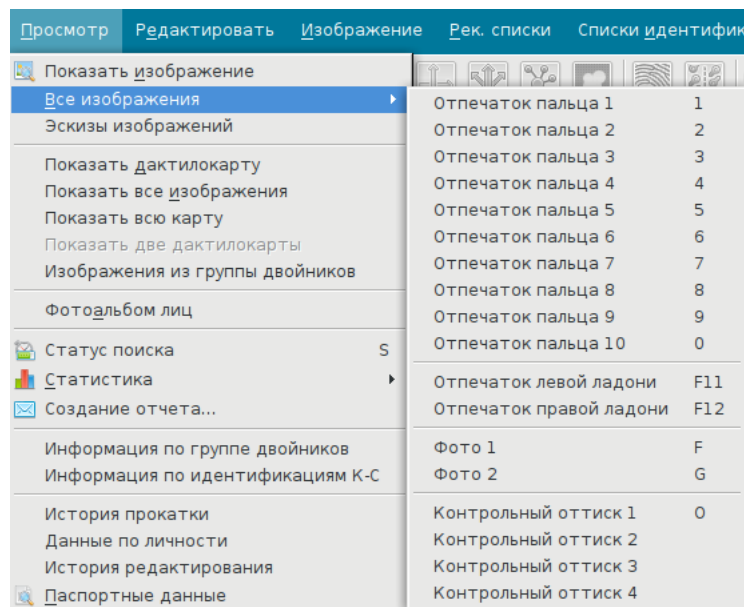 Просмотр Редактировать Изображение Рек. списки Списки идентифик
Показать изображение
Все изображения
Эскизы изображений
Показать дактилокарту
Показать все изображения
Показать всю карту
Показать две дактилокарты
Изображения из группы двойников
Фотоальбом лиц
Статус поиска S
Статистика
Создание отчета...
Информация по группе двойников
Информация по идентификациям К-С
История прокатки
Данные по личности
История редактирования
Паспортные данные
Отпечаток пальца 1 1
Отпечаток пальца 2 2
Отпечаток пальца 3 3
Отпечаток пальца 4 4
Отпечаток пальца 5 5
Отпечаток пальца 6 6
Отпечаток пальца 7 7
Отпечаток пальца 8 8
Отпечаток пальца 9 9
Отпечаток пальца 10 0
Отпечаток левой ладони F11
Отпечаток правой ладони F12
Фото 1 F
Фото 2 G
Контрольный оттиск 1 O
Контрольный оттиск 2
Контрольный оттиск 3
Контрольный оттиск 4